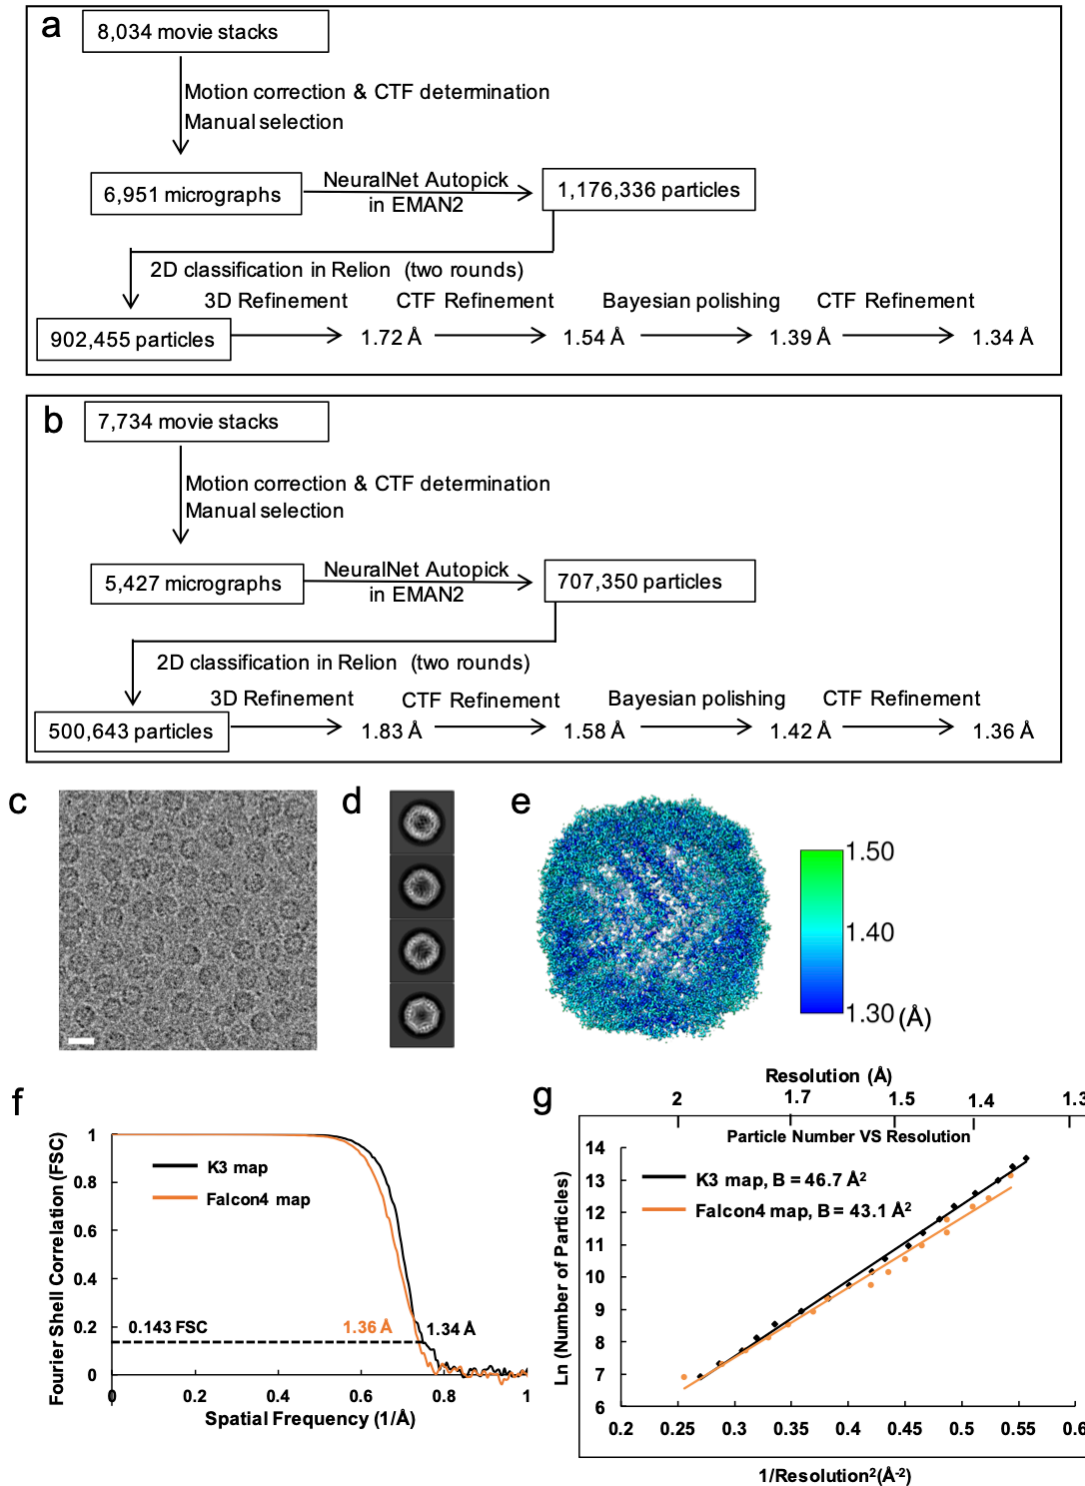 a
8,034 movie stacks
Motion correction & CTF determination
Manual selection
6,951 micrographs
NeuralNet Autopick
in EMAN2
1,176,336 particles
2D classification in Relion (two rounds)
3D Refinement CTF Refinement Bayesian polishing CTF Refinement
902,455 particles 1.72 Å 1.54 Å 1.39 Å 1.34 Å
b
7,734 movie stacks
Motion correction & CTF determination
Manual selection
5,427 micrographs
NeuralNet Autopick
in EMAN2
707,350 particles
2D classification in Relion (two rounds)
3D Refinement CTF Refinement Bayesian polishing CTF Refinement
500,643 particles 1.83 Å 1.58 Å 1.42 Å 1.36 Å
c
d
e
1.50
1.40
1.30 (Å)
f
Fourier Shell Correlation (FSC)
1
0.8
0.6
0.4
0.2
0
K3 map
Falcon4 map
0.143 FSC
1.36 Å
1.34 Å
0 0.2 0.4 0.6 0.8 1
Spatial Frequency (1/Å)
g
Resolution (Å)
2 1.7 1.5 1.4 1.3
Particle Number VS Resolution
K3 map, B = 46.7 Å²
Falcon4 map, B = 43.1 Å²
Ln (Number of Particles)
14
13
12
11
10
9
8
7
6
0.2 0.25 0.3 0.35 0.4 0.45 0.5 0.55 0.6
1/Resolution²(Å⁻²)